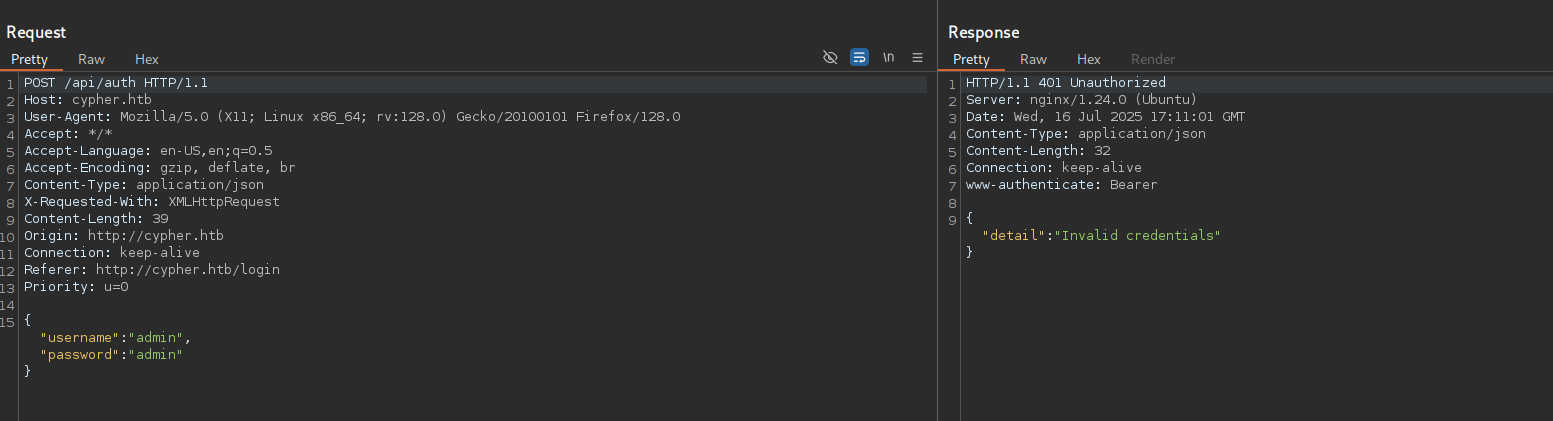 Request
Pretty Raw Hex
\n
1 POST /api/auth HTTP/1.1
2 Host: cypher.htb
3 User-Agent: Mozilla/5.0 (X11; Linux x86_64; rv:128.0) Gecko/20100101 Firefox/128.0
4 Accept: */*
5 Accept-Language: en-US,en;q=0.5
6 Accept-Encoding: gzip, deflate, br
7 Content-Type: application/json
8 X-Requested-With: XMLHttpRequest
9 Content-Length: 39
10 Origin: http://cypher.htb
11 Connection: keep-alive
12 Referer: http://cypher.htb/login
13 Priority: u=0
14
15 {
"username":"admin",
"password":"admin"
}
Response
Pretty Raw Hex Render
1 HTTP/1.1 401 Unauthorized
2 Server: nginx/1.24.0 (Ubuntu)
3 Date: Wed, 16 Jul 2025 17:11:01 GMT
4 Content-Type: application/json
5 Content-Length: 32
6 Connection: keep-alive
7 www-authenticate: Bearer
8
9 {
"detail":"Invalid credentials"
}